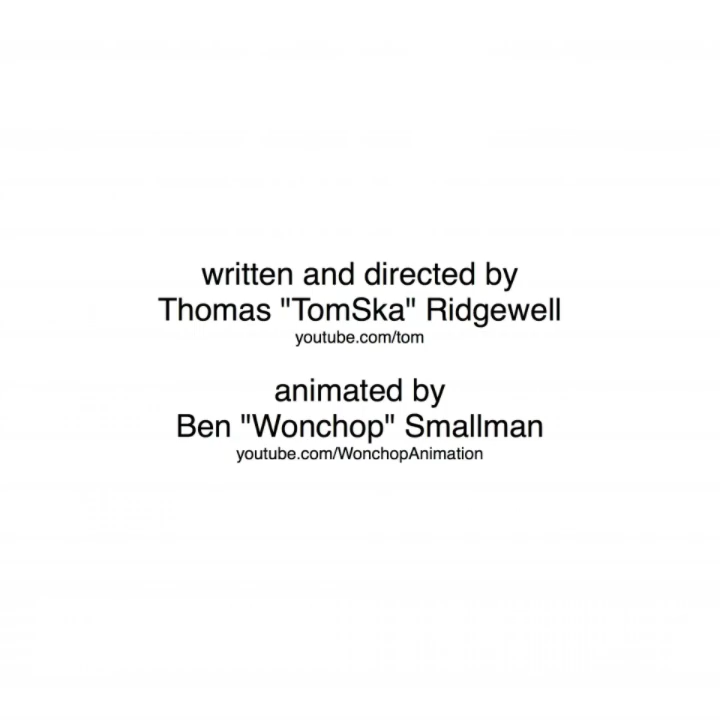 written and directed by
Thomas "TomSka" Ridgewell
youtube.com/tom
animated by
Ben "Wonchop" Smallman
youtube.com/WonchopAnimation